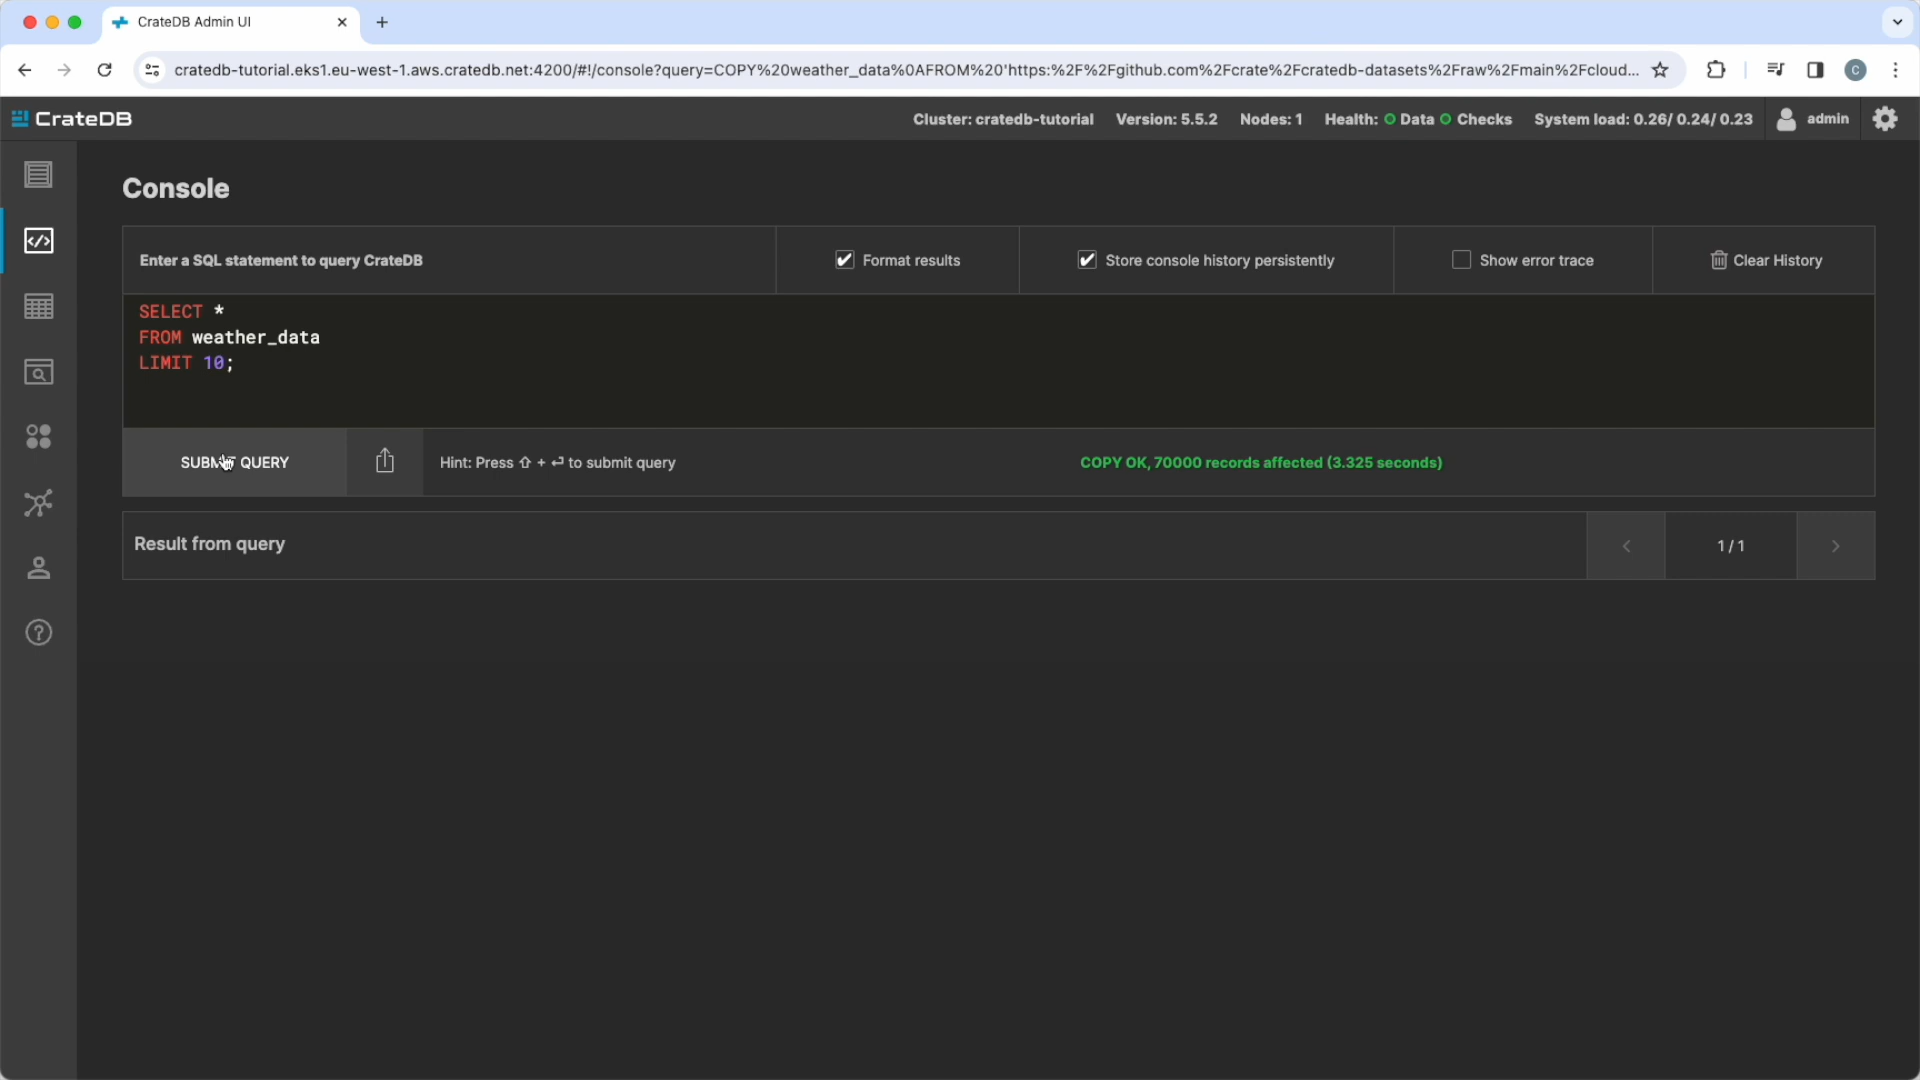 CrateDB Admin UI
cratedb-tutorial.eks1.eu-west-1.aws.cratedb.net:4200/#!/console?query=COPY%20weather_data%0AFROM%20'https:%2F%2Fgithub.com%2Fcrate%2Fcratedb-datasets%2Fraw%2Fmain%2Fcloud...
C
CrateDB
Cluster: cratedb-tutorial Version: 5.5.2 Nodes: 1 Health: Data Checks System load: 0.26/ 0.24/ 0.23 admin
Console
Enter a SQL statement to query CrateDB Format results Store console history persistently Show error trace Clear History
SELECT *
FROM weather_data
LIMIT 10;
SUBMIT QUERY Hint: Press ⇧ + ⏎ to submit query COPY OK, 70000 records affected (3.325 seconds)
Result from query < 1 / 1 >
?